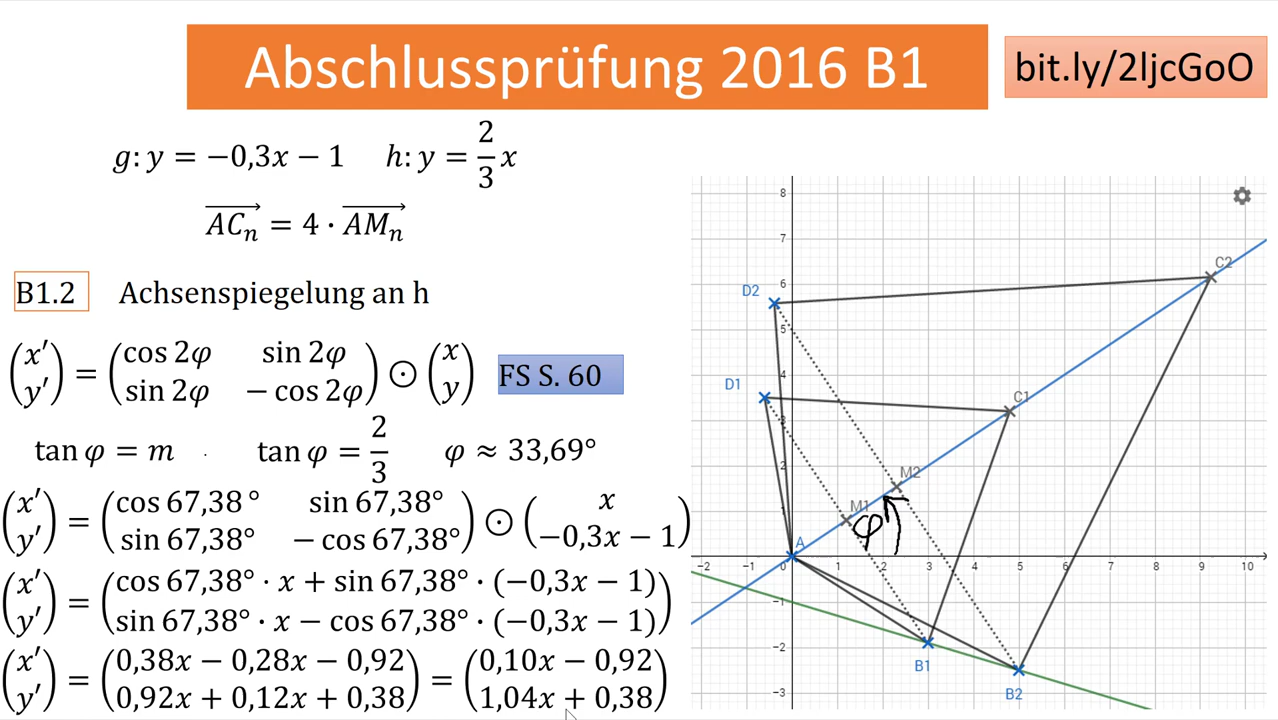 Abschlussprüfung 2016 B1
bit.ly/2ljcGoO
g: y = −0,3x − 1 h: y = 2/3 x
AC⃗ₙ = 4 · AM⃗ₙ
B1.2 Achsenspiegelung an h
(x′ y′) = (cos 2φ sin 2φ sin 2φ − cos 2φ) ⊙ (x y) FS S. 60
tan φ = m tan φ = 2/3 φ ≈ 33,69°
(x′ y′) = (cos 67,38 ° sin 67,38° sin 67,38° − cos 67,38°) ⊙ (x −0,3x − 1)
(x′ y′) = (cos 67,38° · x + sin 67,38° · (−0,3x − 1) sin 67,38° · x − cos 67,38° · (−0,3x − 1))
(x′ y′) = (0,38x − 0,28x − 0,92 0,92x + 0,12x + 0,38) = (0,10x − 0,92 1,04x + 0,38)
8
7
C2
6
D2
5
4
D1
C1
3
2
M2
1
M1
φ
A
−2 −1 0 1 2 3 4 5 6 7 8 9 10
−1
−2
B1
B2
−3